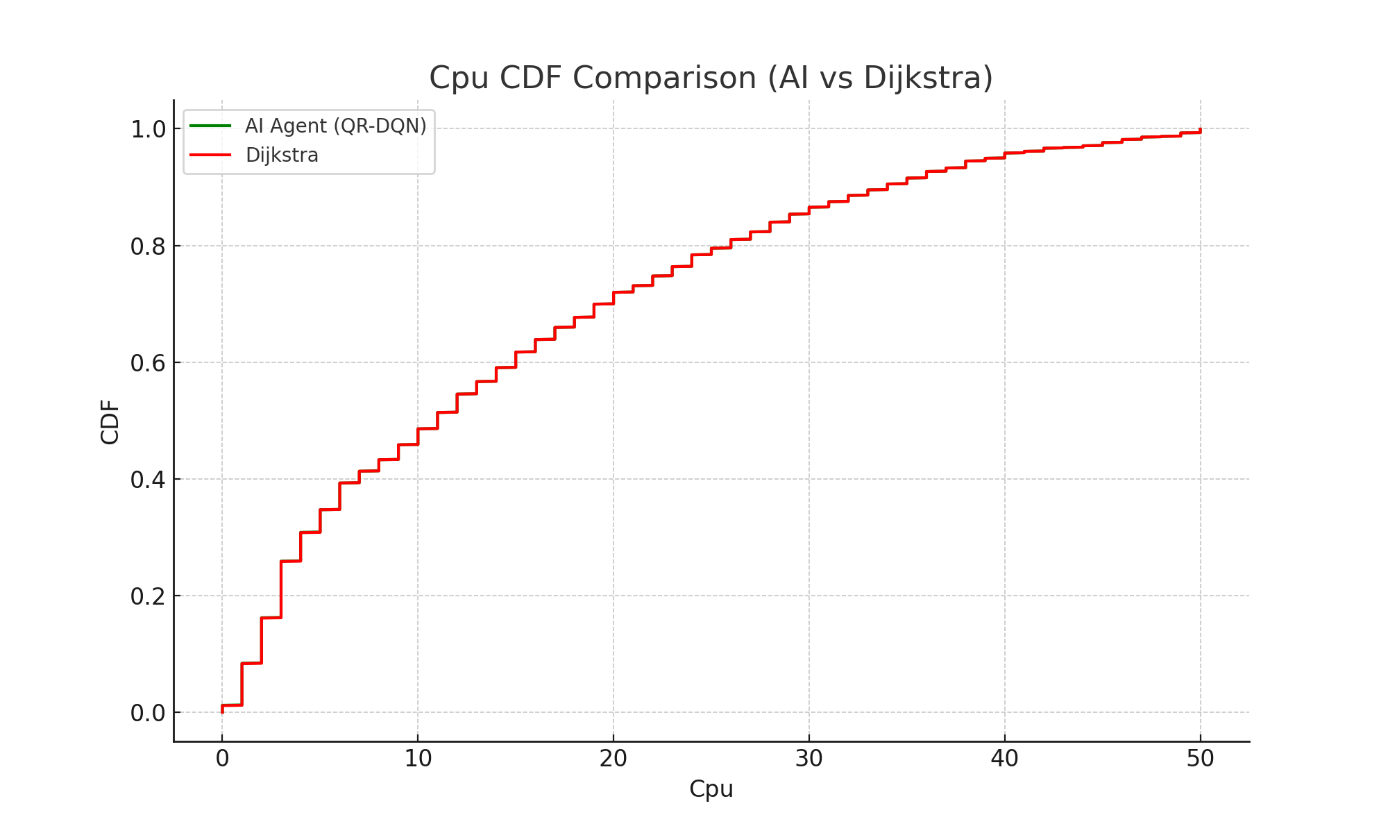 Cpu CDF Comparison (AI vs Dijkstra)
AI Agent (QR-DQN)
Dijkstra
1.0
0.8
0.6
0.4
0.2
0.0
CDF
0 10 20 30 40 50
Cpu